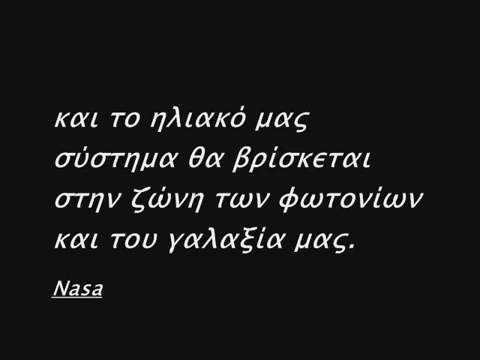 και το ηλιακό μας
σύστημα θα βρίσκεται
στην ζώνη των φωτονίων
και του γαλαξία μας.
Nasa